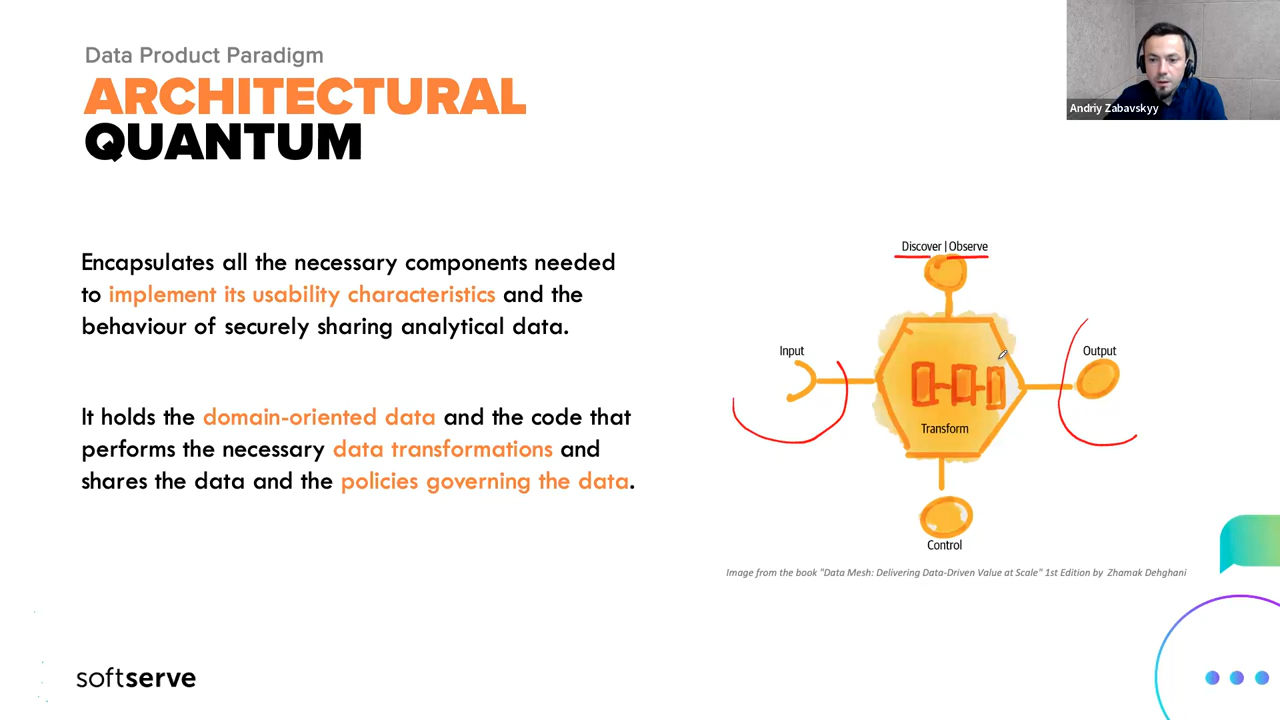 Data Product Paradigm
ARCHITECTURAL
QUANTUM
Andriy Zabavskyy
Encapsulates all the necessary components needed
to implement its usability characteristics and the
behaviour of securely sharing analytical data.
It holds the domain-oriented data and the code that
performs the necessary data transformations and
shares the data and the policies governing the data.
Discover | Observe
Input
Output
Transform
Control
Image from the book "Data Mesh: Delivering Data-Driven Value at Scale" 1st Edition by Zhamak Dehghani
softserve